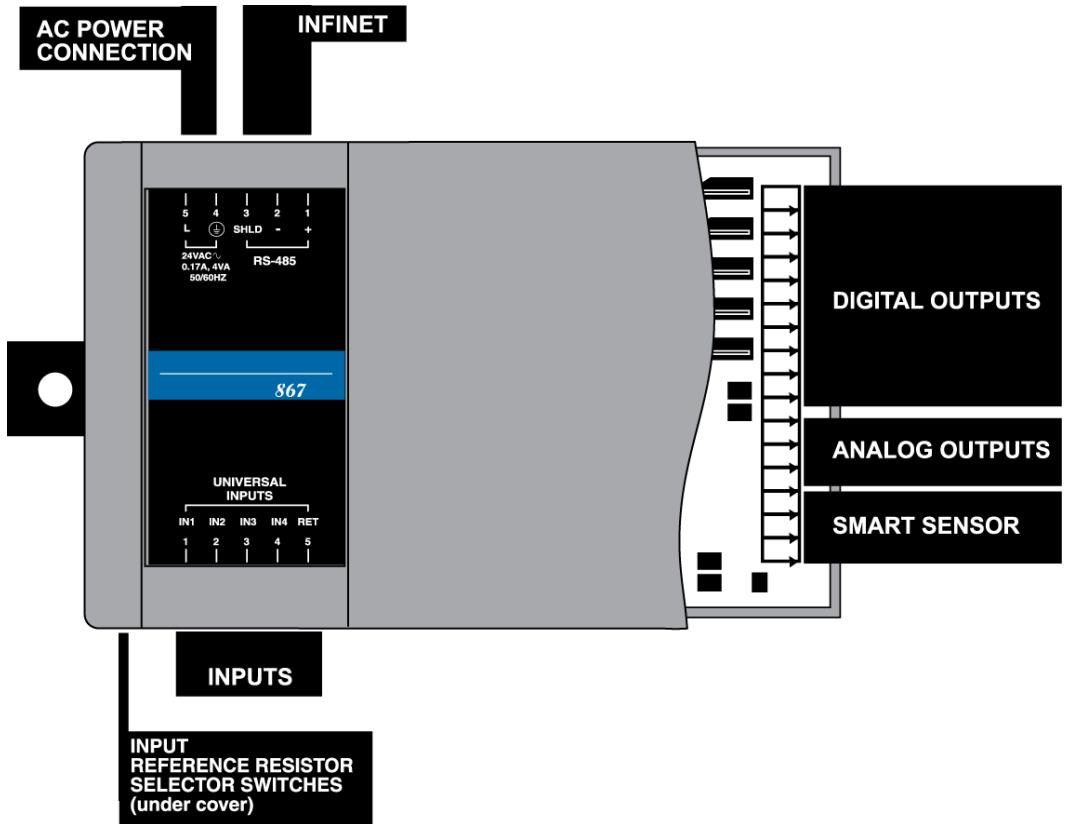 AC POWER
CONNECTION
INFINET
5 4 3 2 1
L SHLD - +
24VAC~
0.17A, 4VA
50/60HZ
RS-485
867
UNIVERSAL
INPUTS
IN1 IN2 IN3 IN4 RET
1 2 3 4 5
DIGITAL OUTPUTS
ANALOG OUTPUTS
SMART SENSOR
INPUTS
INPUT
REFERENCE RESISTOR
SELECTOR SWITCHES
(under cover)